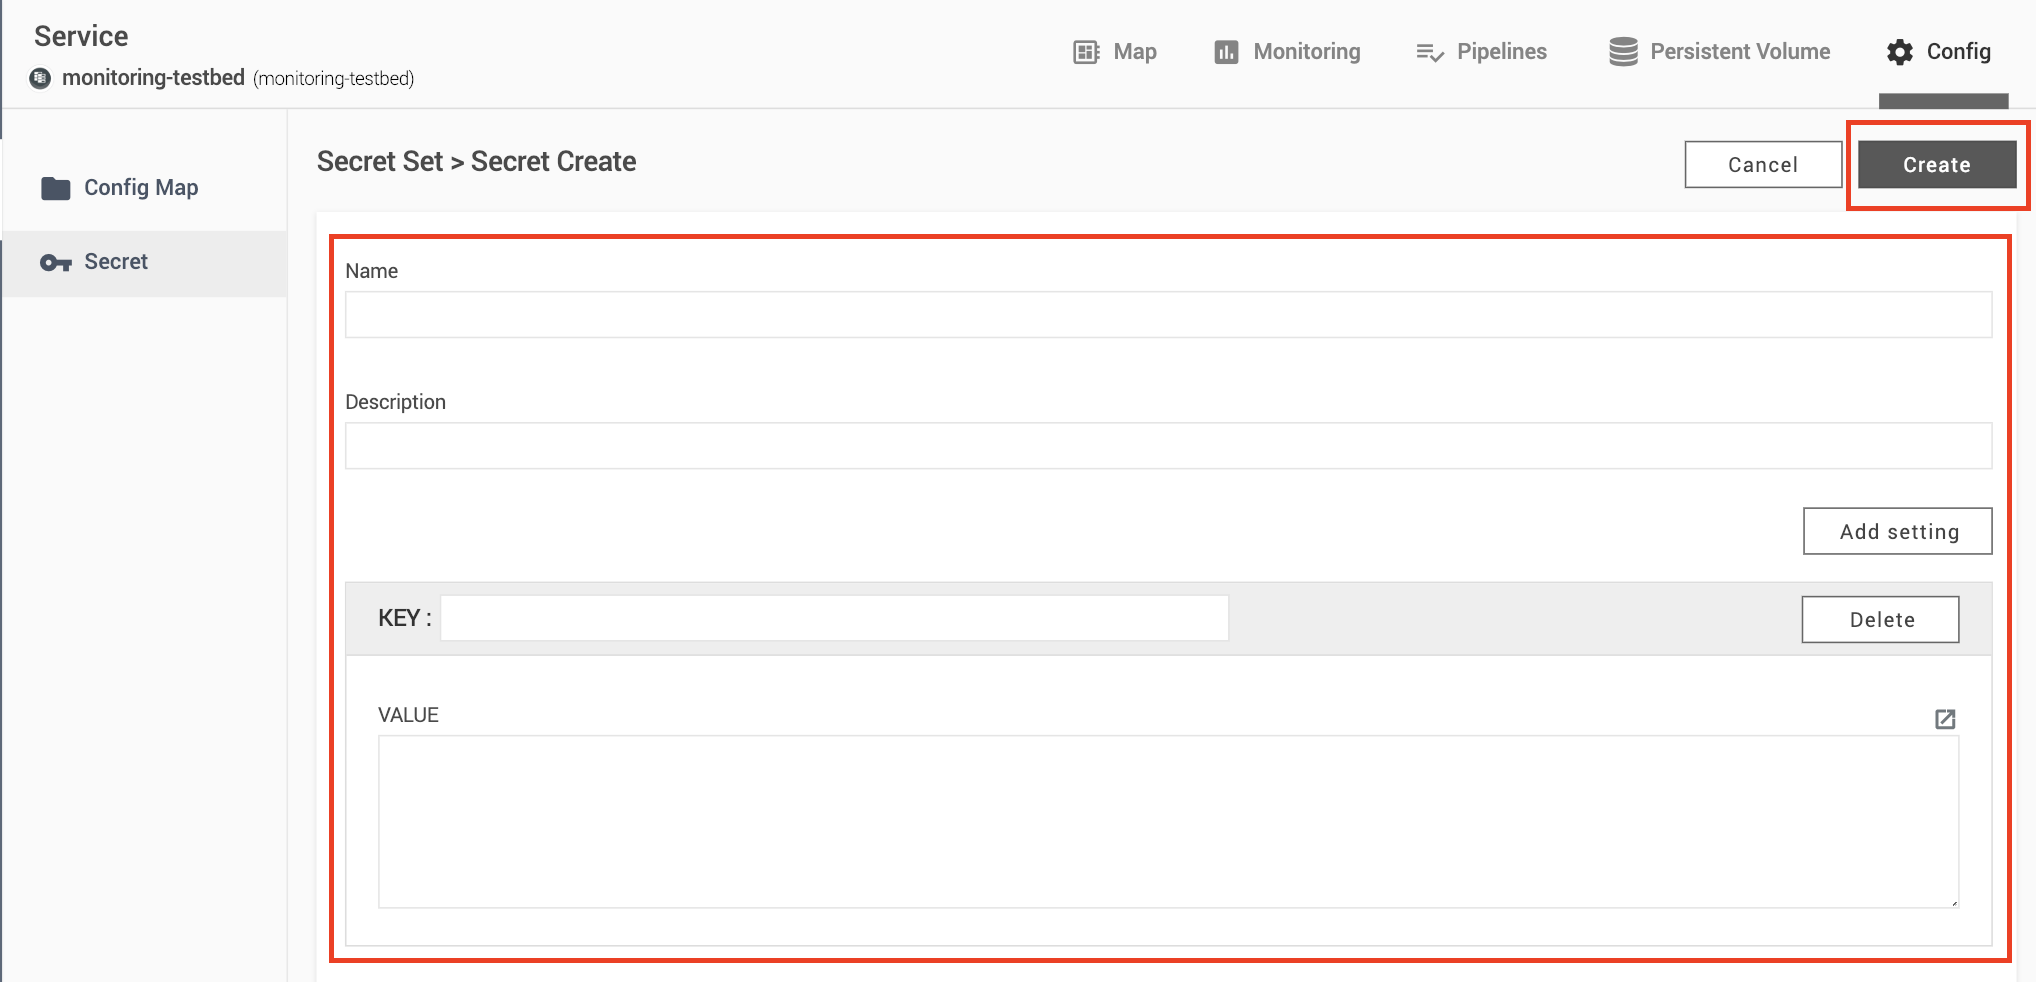 Service
monitoring-testbed (monitoring-testbed)
Map
Monitoring
Pipelines
Persistent Volume
Config
Config Map
Secret
Secret Set > Secret Create
Cancel
Create
Name
Description
Add setting
KEY :
Delete
VALUE